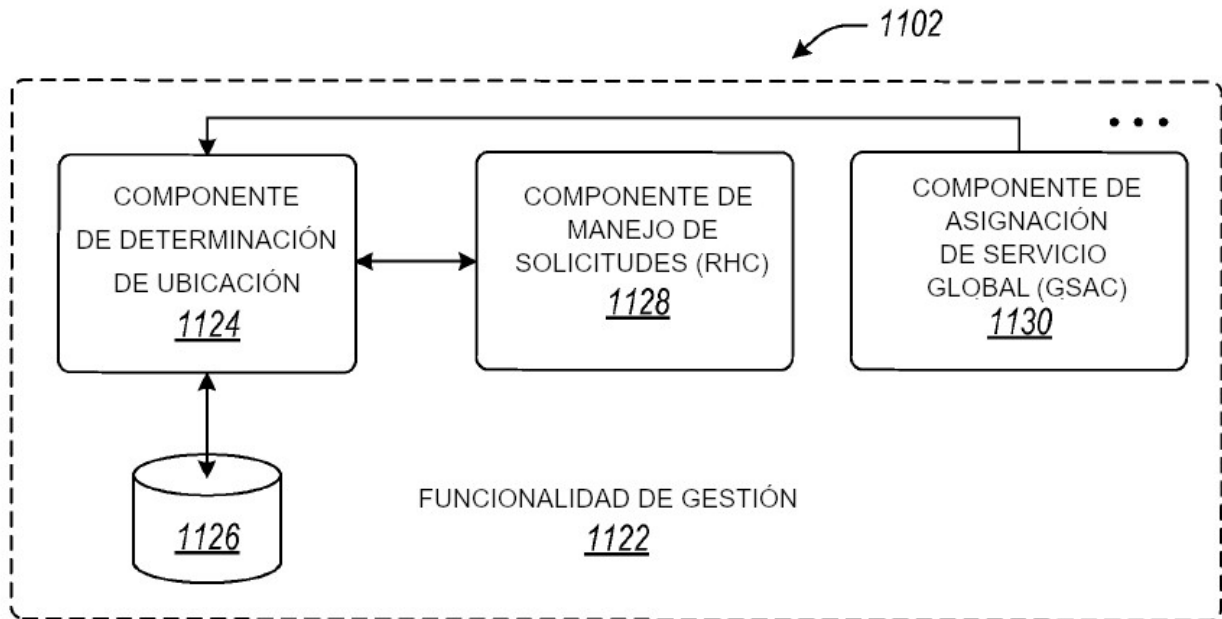 1102
• • •
COMPONENTE
DE DETERMINACIÓN
DE UBICACIÓN
1124
COMPONENTE DE
MANEJO DE
SOLICITUDES (RHC)
1128
COMPONENTE DE
ASIGNACIÓN
DE SERVICIO
GLOBAL (GSAC)
1130
1126
FUNCIONALIDAD DE GESTIÓN
1122